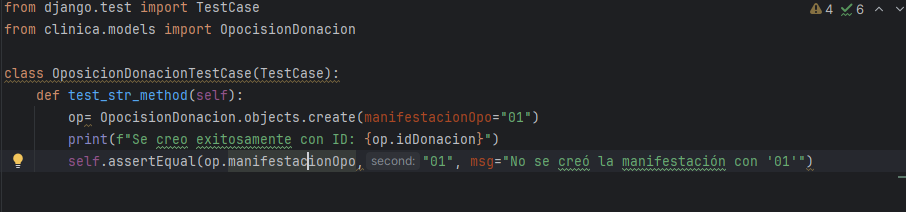 from django.test import TestCase
from clinica.models import OpocisionDonacion
4 6
class OposicionDonacionTestCase(TestCase):
def test_str_method(self):
op= OpocisionDonacion.objects.create(manifestacionOpo="01")
print(f"Se creo exitosamente con ID: {op.idDonacion}")
self.assertEqual(op.manifestacionOpo, second: "01", msg="No se creó la manifestación con '01'")